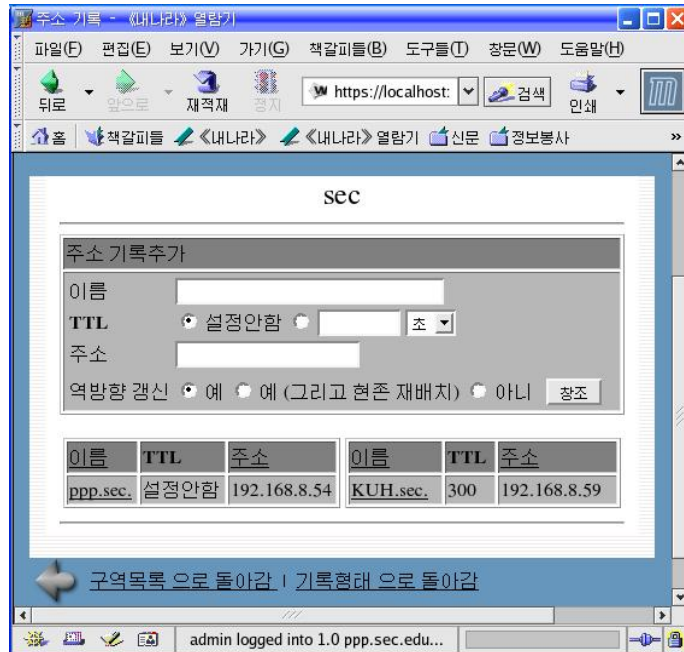 주소 기록 - 《내나라》 열람기
파일(F) 편집(E) 보기(V) 가기(G) 책갈피들(B) 도구들(T) 창문(W) 도움말(H)
뒤로 앞으로 재적재 정지 https://localhost: 검색 인쇄
홈 책갈피들 《내나라》 《내나라》 열람기 신문 정보봉사 »
sec
주소 기록추가
이름
TTL 설정안함 초
주소
역방향 갱신 예 예 (그리고 현존 재배치) 아니 창조
이름 TTL 주소 이름 TTL 주소
ppp.sec. 설정안함 192.168.8.54 KUH.sec. 300 192.168.8.59
구역목록 으로 돌아감 | 기록형태 으로 돌아감
admin logged into 1.0 ppp.sec.edu...